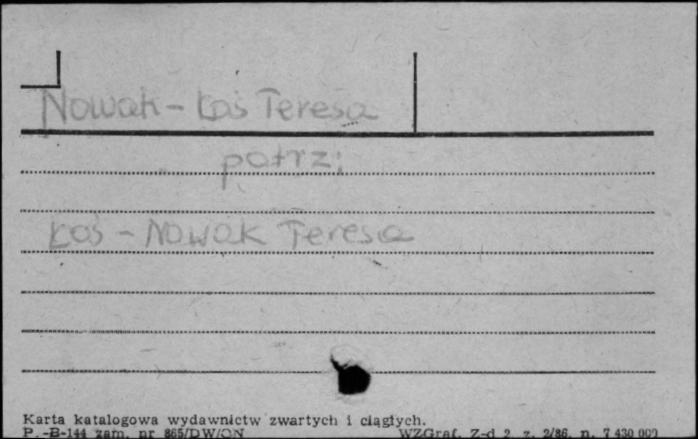 Nowak - Łoś Teresa
patrz:
Łoś - Nowak Teresa
Karta katalogowa wydawnictw zwartych i ciągłych.
P. -B-144 zam. nr 865/DW/ON WZGraf. Z-d 2, z. 2/86, n. 7 430 000